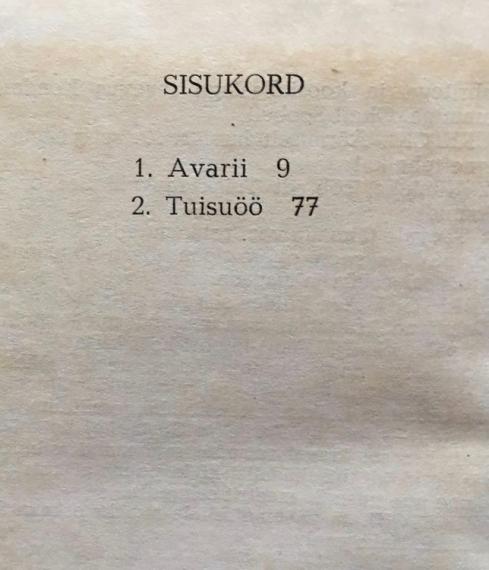 SISUKORD
1. Avarii 9
2. Tuisuöö 77